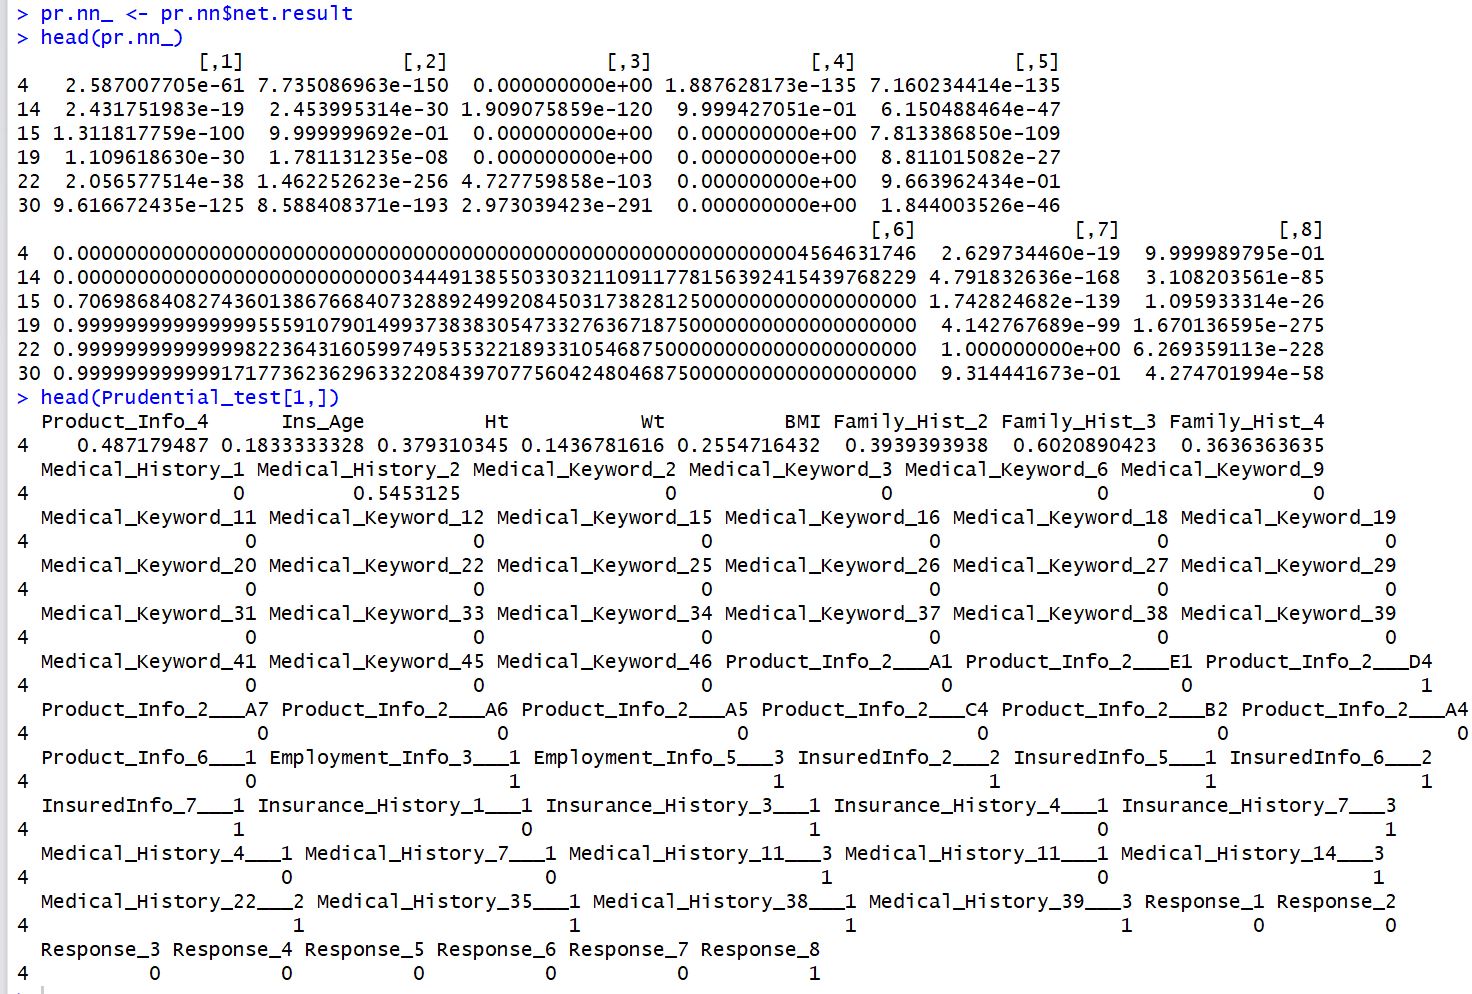 > pr.nn_ <- pr.nn$net.result
> head(pr.nn_)
[,1] [,2] [,3] [,4] [,5]
4 2.587007705e-61 7.735086963e-150 0.000000000e+00 1.887628173e-135 7.160234414e-135
14 2.431751983e-19 2.453995314e-30 1.909075859e-120 9.999427051e-01 6.150488464e-47
15 1.311817759e-100 9.999999692e-01 0.000000000e+00 0.000000000e+00 7.813386850e-109
19 1.109618630e-30 1.781131235e-08 0.000000000e+00 0.000000000e+00 8.811015082e-27
22 2.056577514e-38 1.462252623e-256 4.727759858e-103 0.000000000e+00 9.663962434e-01
30 9.616672435e-125 8.588408371e-193 2.973039423e-291 0.000000000e+00 1.844003526e-46
[,6] [,7] [,8]
4 2.629734460e-19 9.999989795e-01
14 4.791832636e-168 3.108203561e-85
15 1.742824682e-139 1.095933314e-26
19 4.142767689e-99 1.670136595e-275
22 1.000000000e+00 6.269359113e-228
30 9.314441673e-01 4.274701994e-58
> head(Prudential_test[1,])
Product_Info_4 Ins_Age Ht Wt BMI Family_Hist_2 Family_Hist_3 Family_Hist_4
4 0.487179487 0.1833333328 0.379310345 0.1436781616 0.2554716432 0.3939393938 0.6020890423 0.3636363635
Medical_History_1 Medical_History_2 Medical_Keyword_2 Medical_Keyword_3 Medical_Keyword_6 Medical_Keyword_9
4 0 0.5453125 0 0 0 0
Medical_Keyword_11 Medical_Keyword_12 Medical_Keyword_15 Medical_Keyword_16 Medical_Keyword_18 Medical_Keyword_19
4 0 0 0 0 0 0
Medical_Keyword_20 Medical_Keyword_22 Medical_Keyword_25 Medical_Keyword_26 Medical_Keyword_27 Medical_Keyword_29
4 0 0 0 0 0 0
Medical_Keyword_31 Medical_Keyword_33 Medical_Keyword_34 Medical_Keyword_37 Medical_Keyword_38 Medical_Keyword_39
4 0 0 0 0 0 0
Medical_Keyword_41 Medical_Keyword_45 Medical_Keyword_46 Product_Info_2___A1 Product_Info_2___E1 Product_Info_2___D4
4 0 0 0 0 0 1
Product_Info_2___A7 Product_Info_2___A6 Product_Info_2___A5 Product_Info_2___C4 Product_Info_2___B2 Product_Info_2___A4
4 0 0 0 0 0 0
Product_Info_6___1 Employment_Info_3___1 Employment_Info_5___3 InsuredInfo_2___2 InsuredInfo_5___1 InsuredInfo_6___2
4 0 1 1 1 1 1
InsuredInfo_7___1 Insurance_History_1___1 Insurance_History_3___1 Insurance_History_4___1 Insurance_History_7___3
4 1 0 1 0 1
Medical_History_4___1 Medical_History_7___1 Medical_History_11___3 Medical_History_11___1 Medical_History_14___3
4 0 0 1 0 1
Medical_History_22___2 Medical_History_35___1 Medical_History_38___1 Medical_History_39___3 Response_1 Response_2
4 1 1 1 1 0 0
Response_3 Response_4 Response_5 Response_6 Response_7 Response_8
4 0 0 0 0 0 1